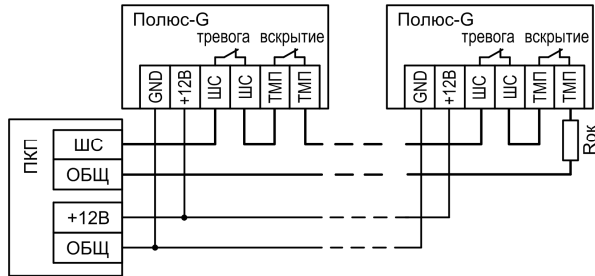 Полюс-G
тревога вскрытие
GND +12В ШС ШС ТМП ТМП
Полюс-G
тревога вскрытие
GND +12В ШС ШС ТМП ТМП
Rок
ПКП
ШС
ОБЩ
+12В
ОБЩ